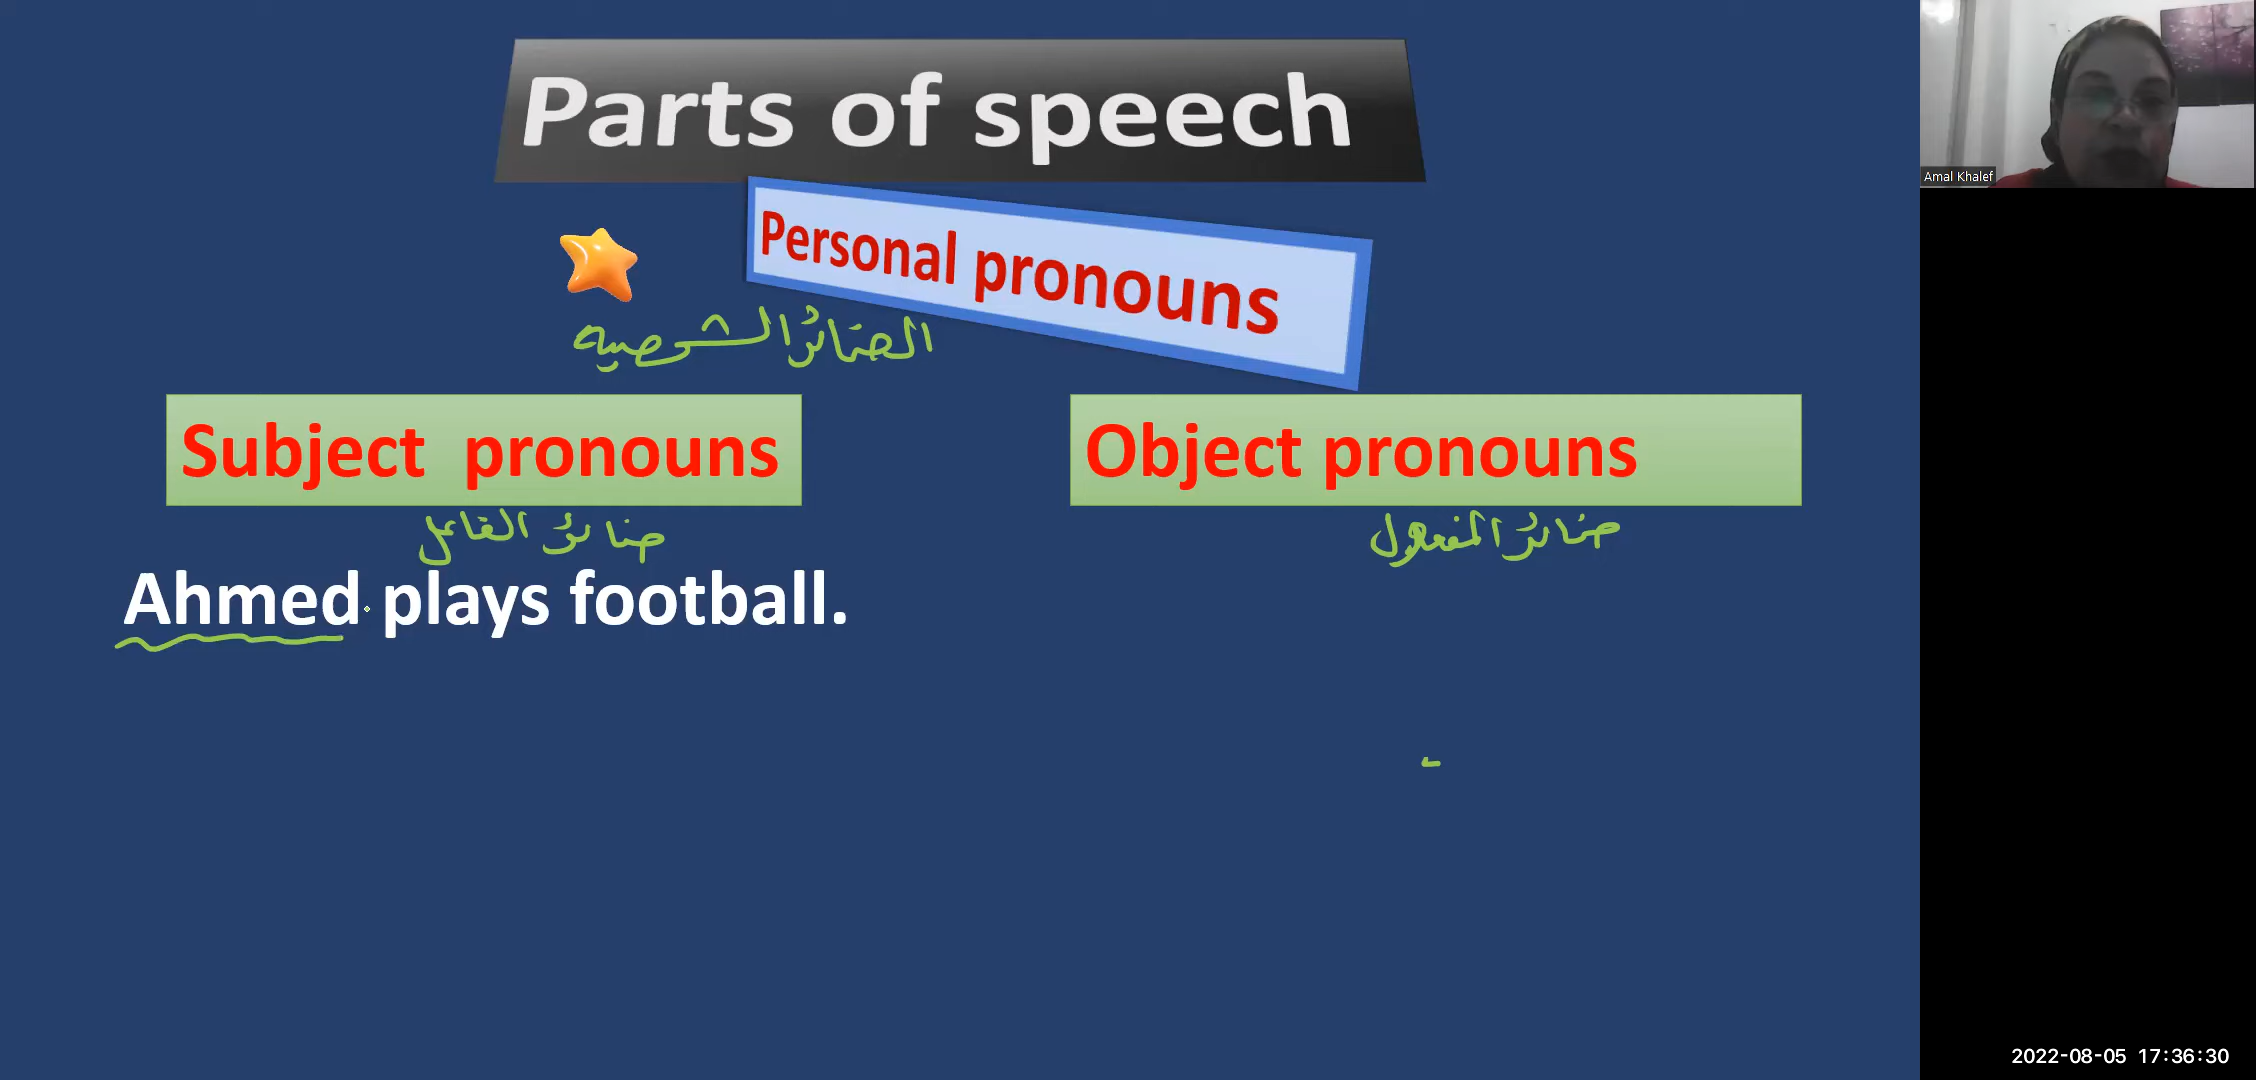 Parts of speech
Amal Khalef
Personal pronouns
الضمائر الشخصيه
Subject pronouns
Object pronouns
ضمائر الفاعل
ضمائر المفعول
Ahmed plays football.
2022-08-05 17:36:30